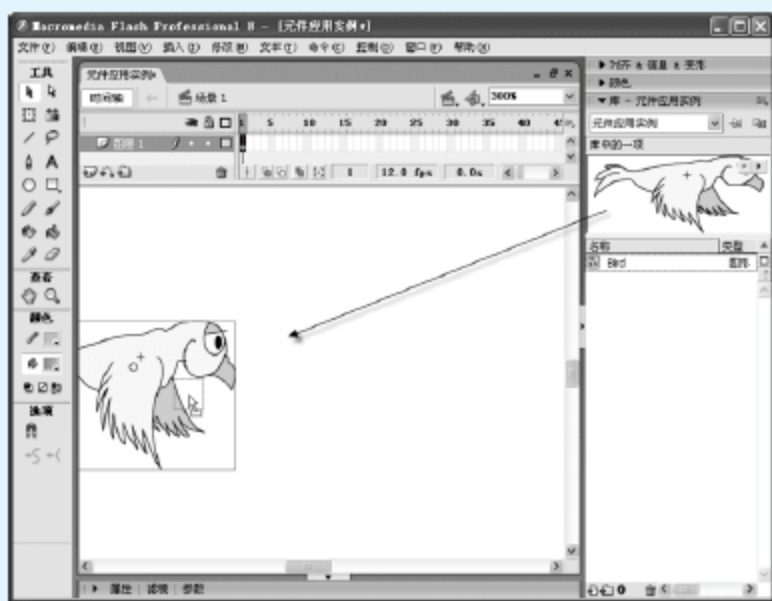 Macromedia Flash Professional 8 - [元件应用实例*]
文件(F) 编辑(E) 视图(V) 插入(I) 修改(M) 文本(T) 命令(C) 控制(O) 窗口(W) 帮助(H)
工具
查看
颜色
选项
元件应用实例*
时间轴
场景 1
300%
5 10 15 20 25 30 35 40
图层 1
1 12.0 fps 0.0s
属性 滤镜 参数
对齐 & 信息 & 变形
颜色
库 - 元件应用实例
元件应用实例
库中的一项
名称 类型
Bird 图形